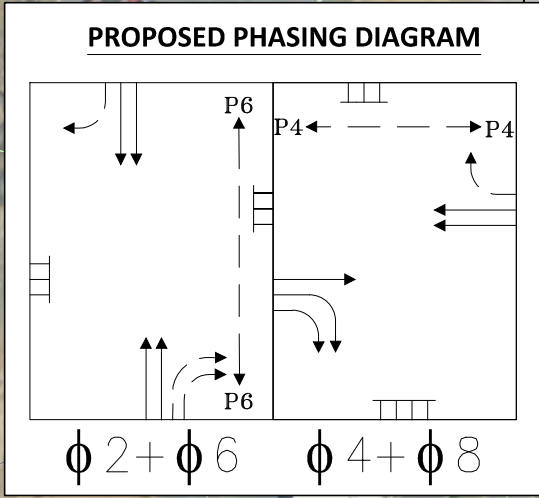 PROPOSED PHASING DIAGRAM
P6
P4 P4
P6
ϕ 2+ϕ 6
ϕ 4+ϕ 8